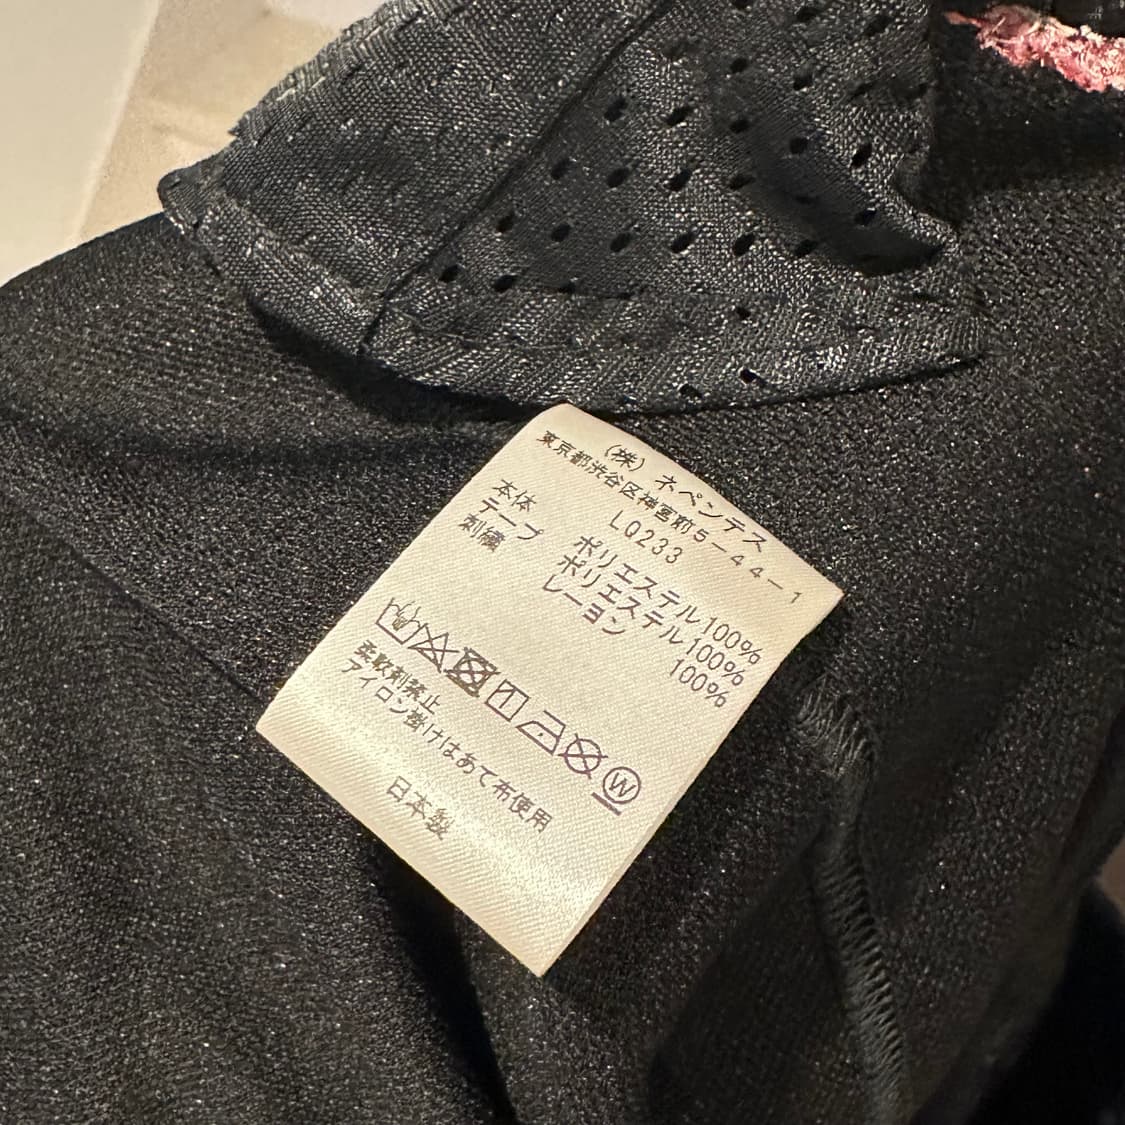 (株) ネペンテス
東京都渋谷区神宮前5-44-1
LQ233
本体 ポリエステル100%
テープ ポリエステル100%
刺繍 レーヨン 100%
W
柔軟剤禁止
アイロン掛けはあて布使用
日本製